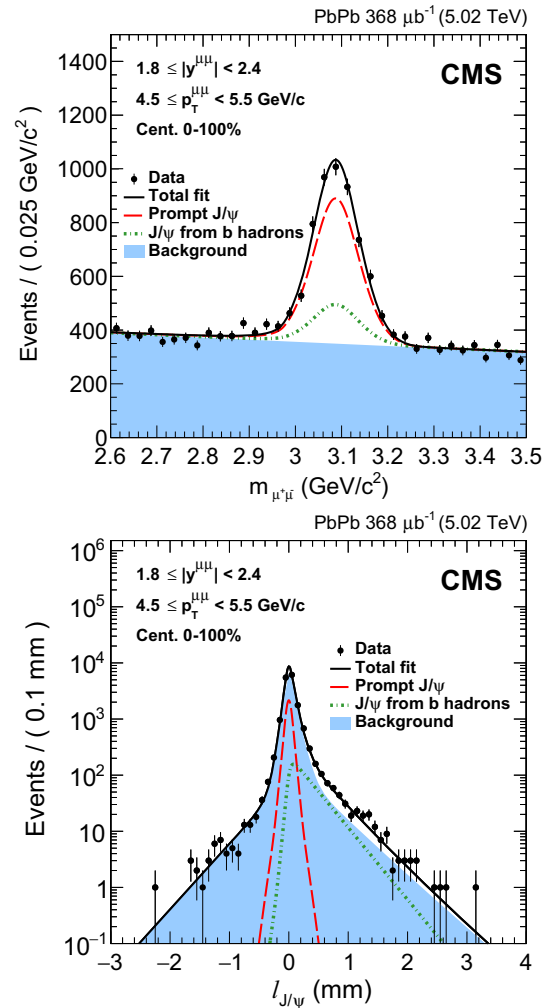 PbPb 368 μb⁻¹ (5.02 TeV)
CMS
1.8 ≤ |y^μμ| < 2.4
4.5 ≤ p_T^μμ < 5.5 GeV/c
Cent. 0-100%
Data
Total fit
Prompt J/ψ
J/ψ from b hadrons
Background
Events / ( 0.025 GeV/c² )
1400
1200
1000
800
600
400
200
0
2.6 2.7 2.8 2.9 3 3.1 3.2 3.3 3.4 3.5
m_μ⁺μ⁻ (GeV/c²)
PbPb 368 μb⁻¹ (5.02 TeV)
CMS
1.8 ≤ |y^μμ| < 2.4
4.5 ≤ p_T^μμ < 5.5 GeV/c
Cent. 0-100%
Data
Total fit
Prompt J/ψ
J/ψ from b hadrons
Background
Events / ( 0.1 mm )
10⁶
10⁵
10⁴
10³
10²
10
1
10⁻¹
−3 −2 −1 0 1 2 3 4
l_J/ψ (mm)